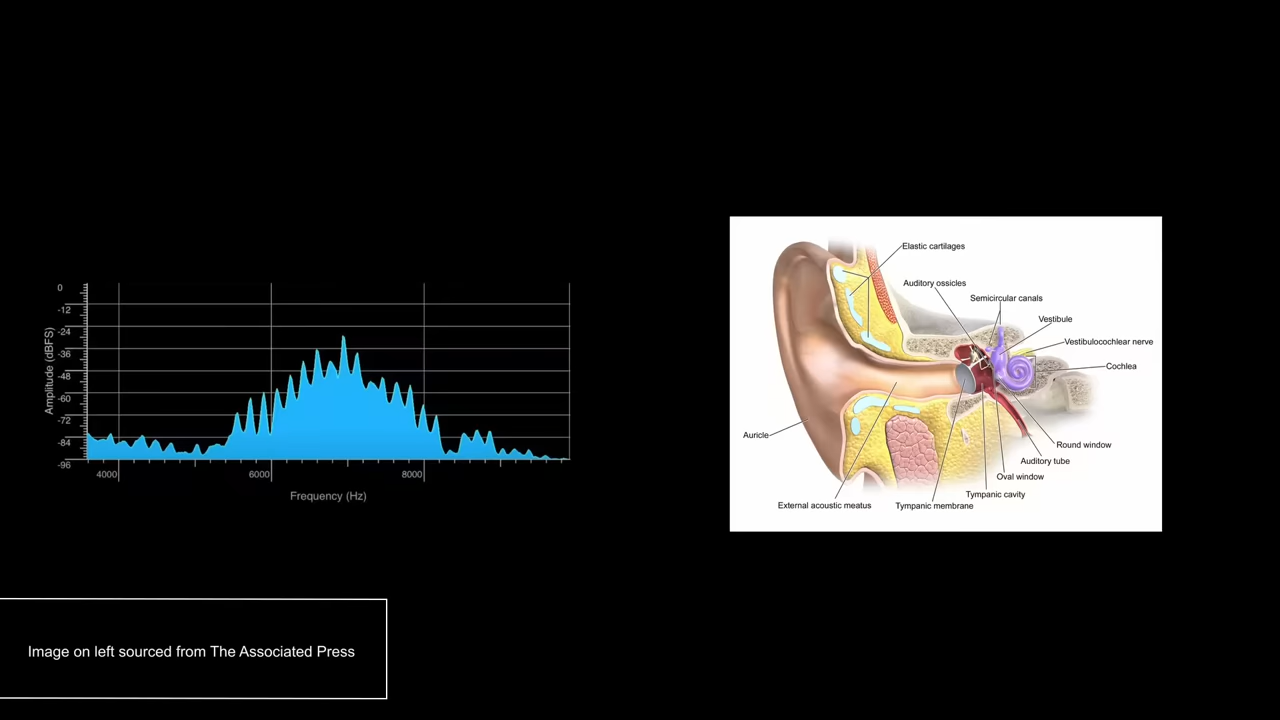 0
-12
-24
-36
-48
-60
-72
-84
-96
Amplitude (dBFS)
4000
6000
8000
Frequency (Hz)
Elastic cartilages
Auditory ossicles
Semicircular canals
Vestibule
Vestibulocochlear nerve
Cochlea
Auricle
Round window
Auditory tube
Oval window
Tympanic cavity
External acoustic meatus
Tympanic membrane
Image on left sourced from The Associated Press